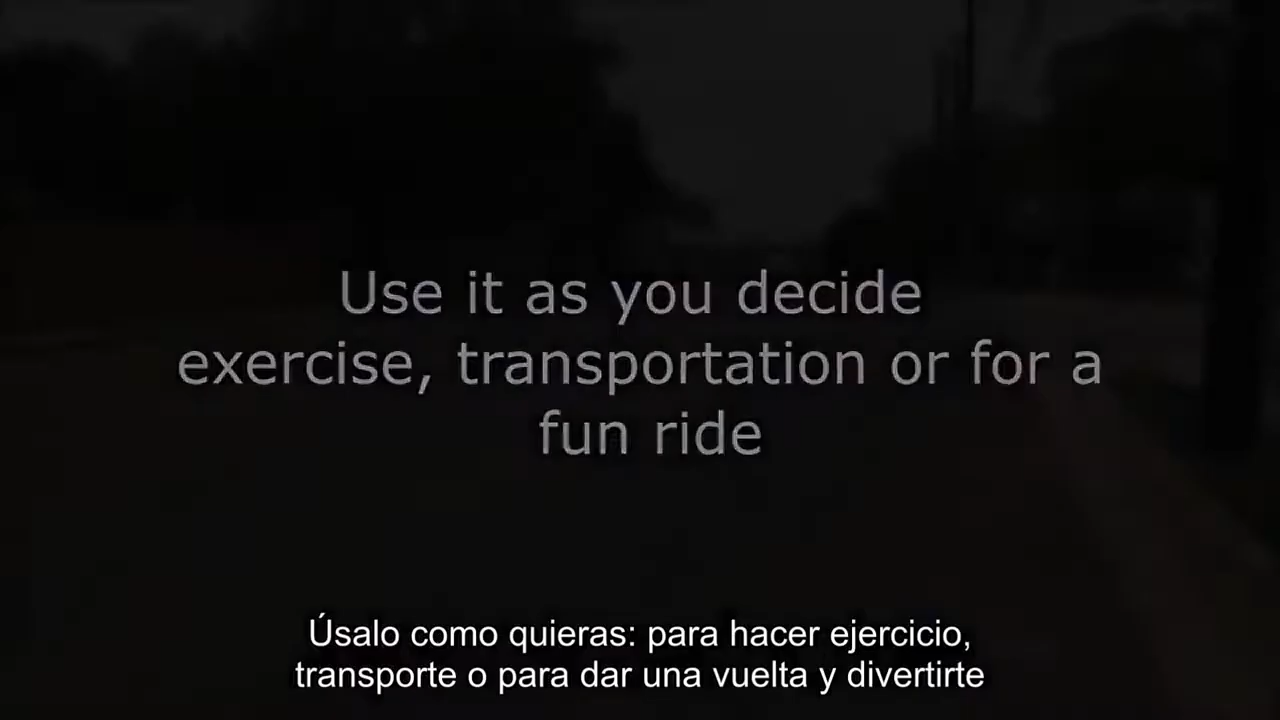 Use it as you decide
exercise, transportation or for a
fun ride
Úsalo como quieras: para hacer ejercicio,
transporte o para dar una vuelta y divertirte